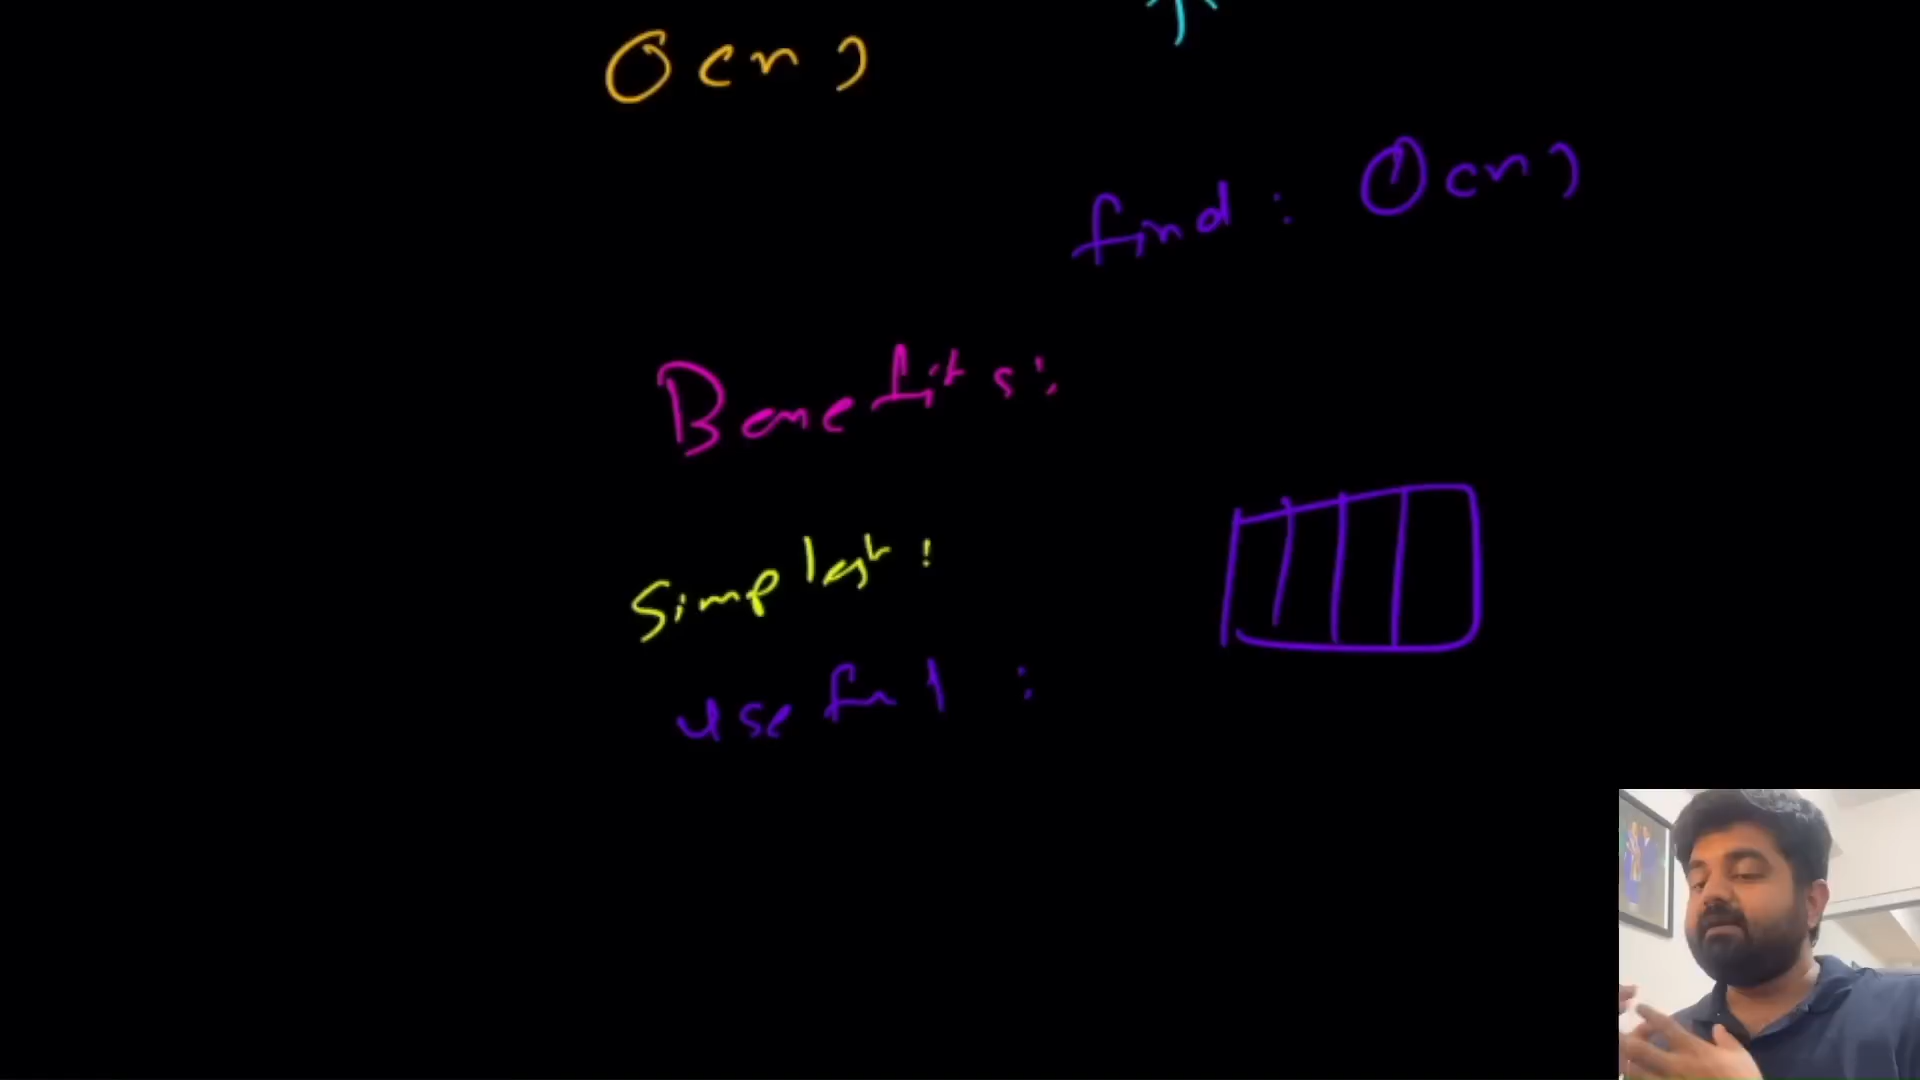 O(n)
find: O(n)
Benefits:
Simplest:
useful: